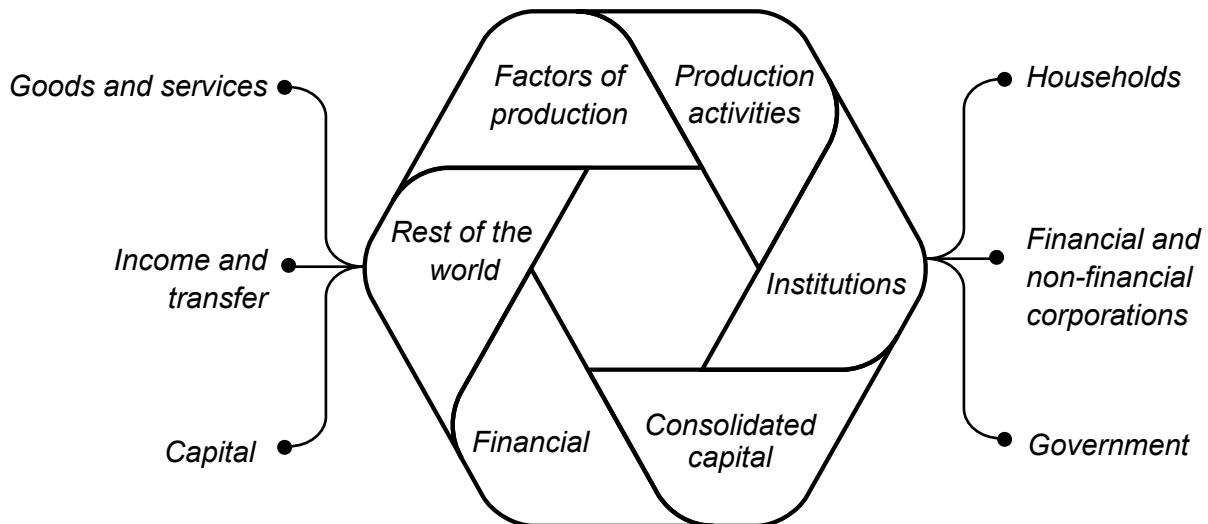 Goods and services
Income and
transfer
Capital
Factors of
production
Production
activities
Rest of the
world
Institutions
Financial
Consolidated
capital
Households
Financial and
non-financial
corporations
Government